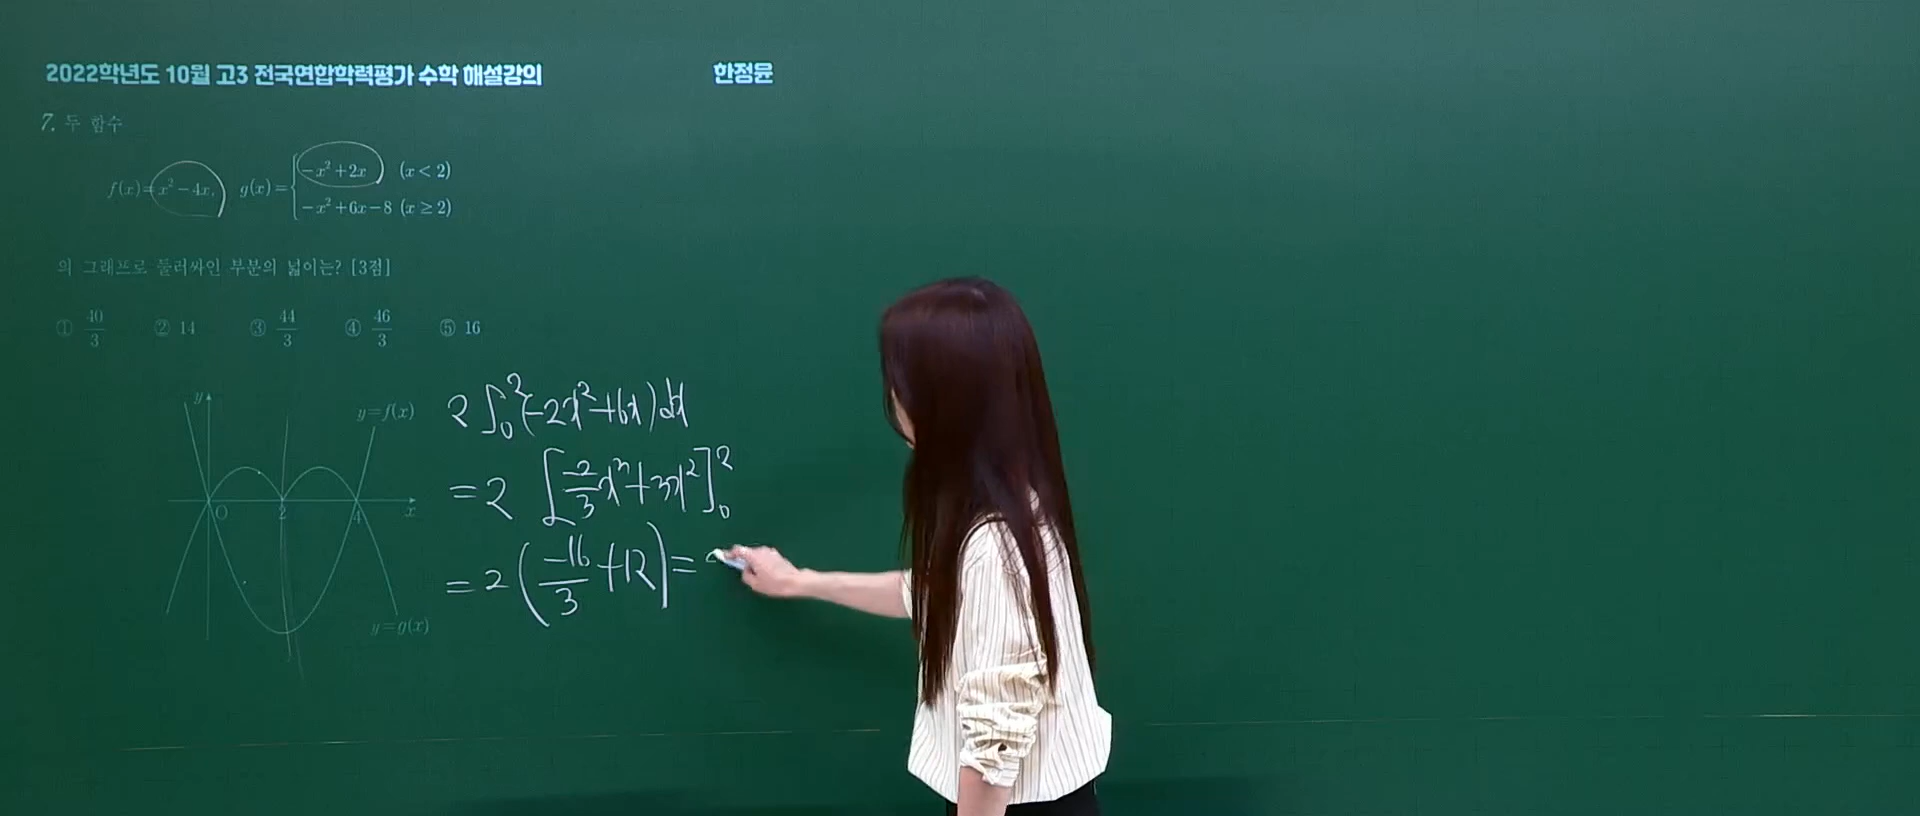 2022학년도 10월 고3 전국연합학력평가 수학 해설강의 한정윤
7. 두 함수
f(x)=x²-4x, g(x)={ -x²+2x (x<2)
-x²+6x-8 (x≥2)
의 그래프로 둘러싸인 부분의 넓이는? [3점]
① 40/3 ② 14 ③ 44/3 ④ 46/3 ⑤ 16
y
y=f(x)
O 2 4 x
y=g(x)
2∫₀²(-2x²+6x)dx
=2[-2/3x³+3x²]₀²
=2(-16/3+12)=